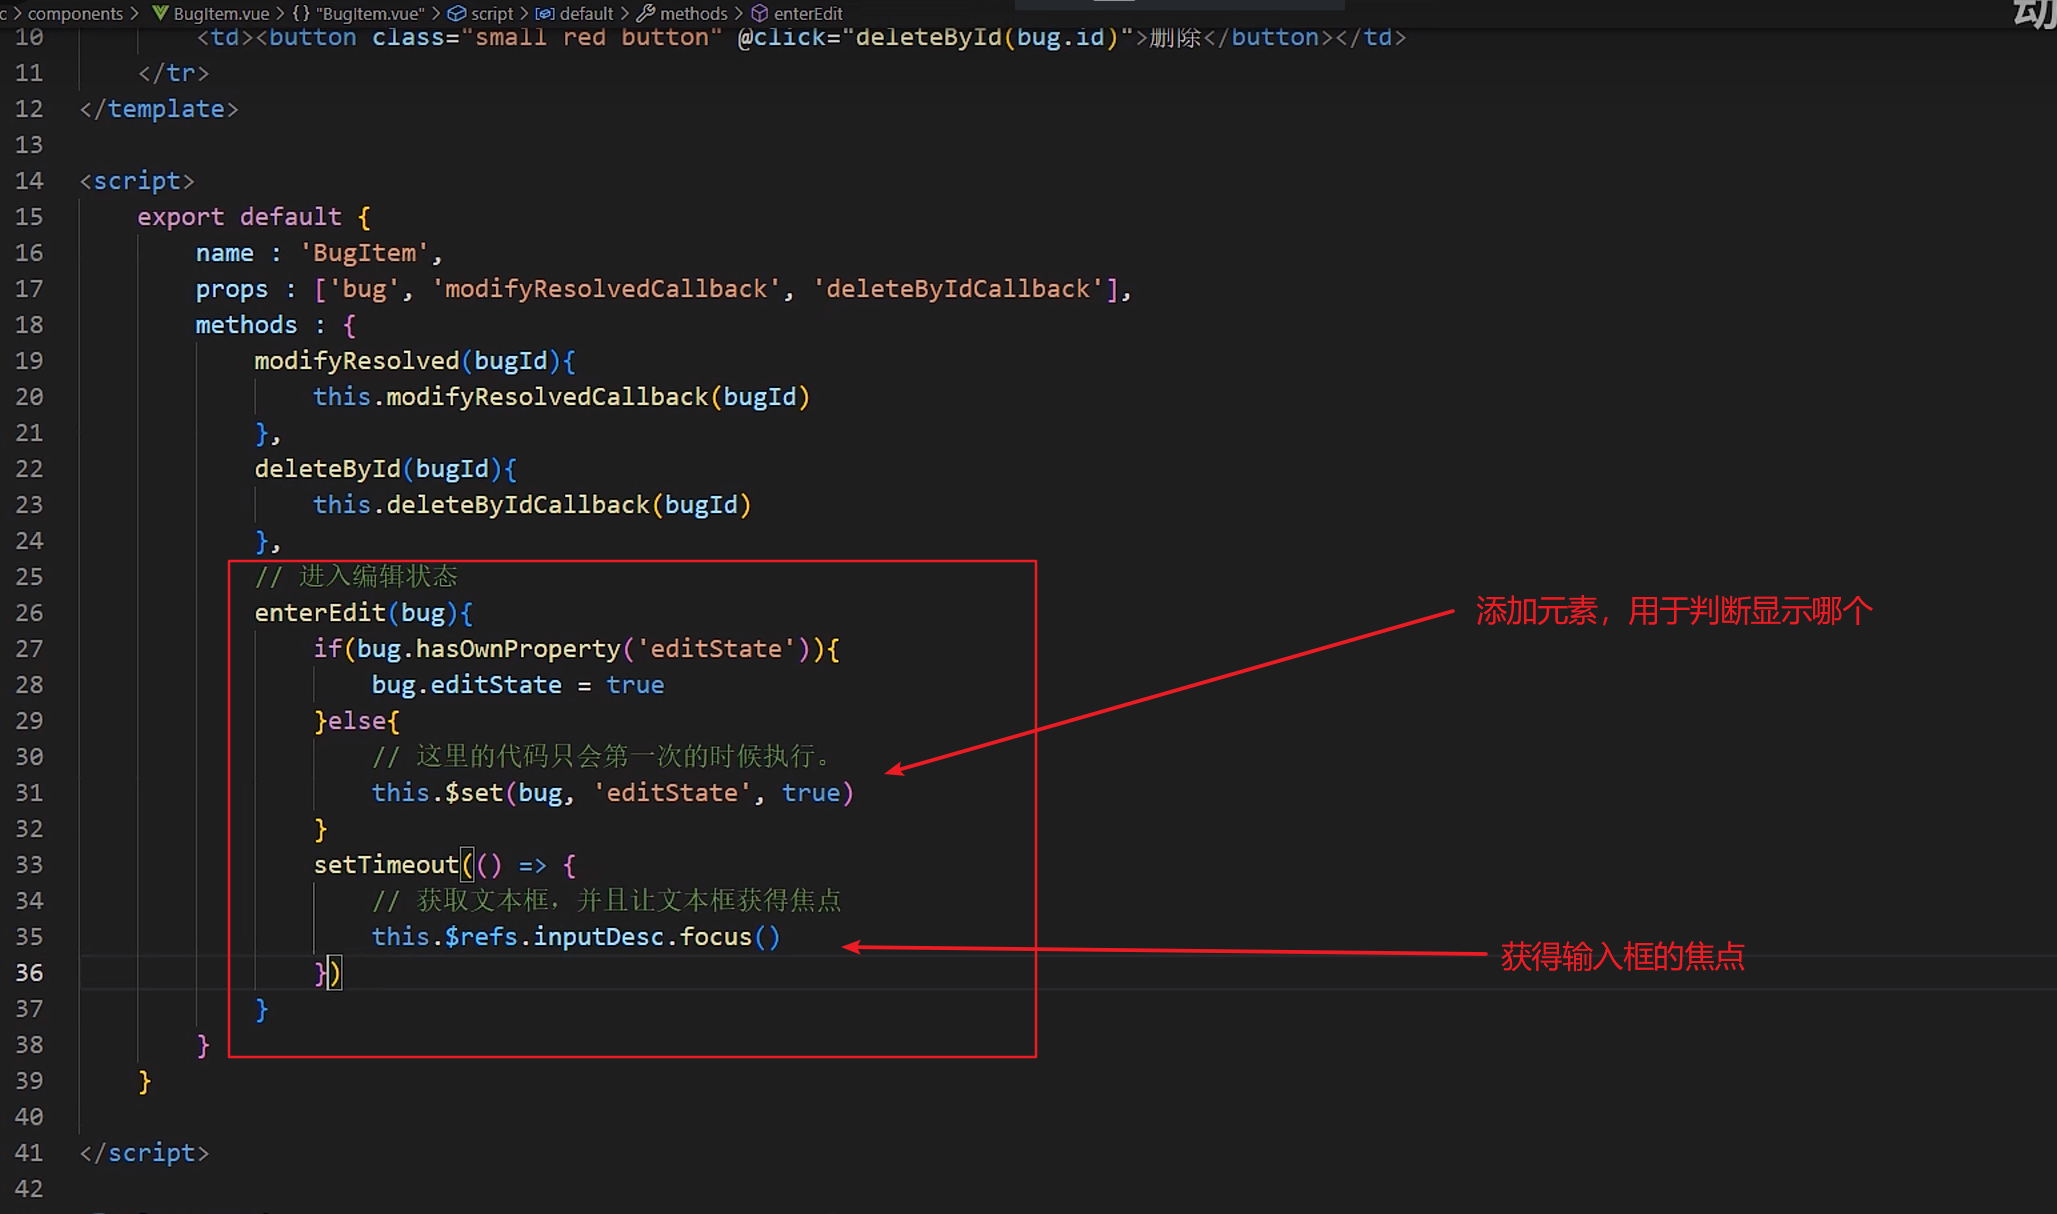 c > components > BugItem.vue > {} "BugItem.vue" > script > default > methods > enterEdit
动
10 <td><button class="small red button" @click="deleteById(bug.id)">删除</button></td>
11 </tr>
12 </template>
13
14 <script>
15 export default {
16 name : 'BugItem',
17 props : ['bug', 'modifyResolvedCallback', 'deleteByIdCallback'],
18 methods : {
19 modifyResolved(bugId){
20 this.modifyResolvedCallback(bugId)
21 },
22 deleteById(bugId){
23 this.deleteByIdCallback(bugId)
24 },
25 // 进入编辑状态
26 enterEdit(bug){
添加元素，用于判断显示哪个
27 if(bug.hasOwnProperty('editState')){
28 bug.editState = true
29 }else{
30 // 这里的代码只会第一次的时候执行。
31 this.$set(bug, 'editState', true)
32 }
33 setTimeout(() => {
34 // 获取文本框，并且让文本框获得焦点
35 this.$refs.inputDesc.focus()
获得输入框的焦点
36 })
37 }
38 }
39 }
40
41 </script>
42